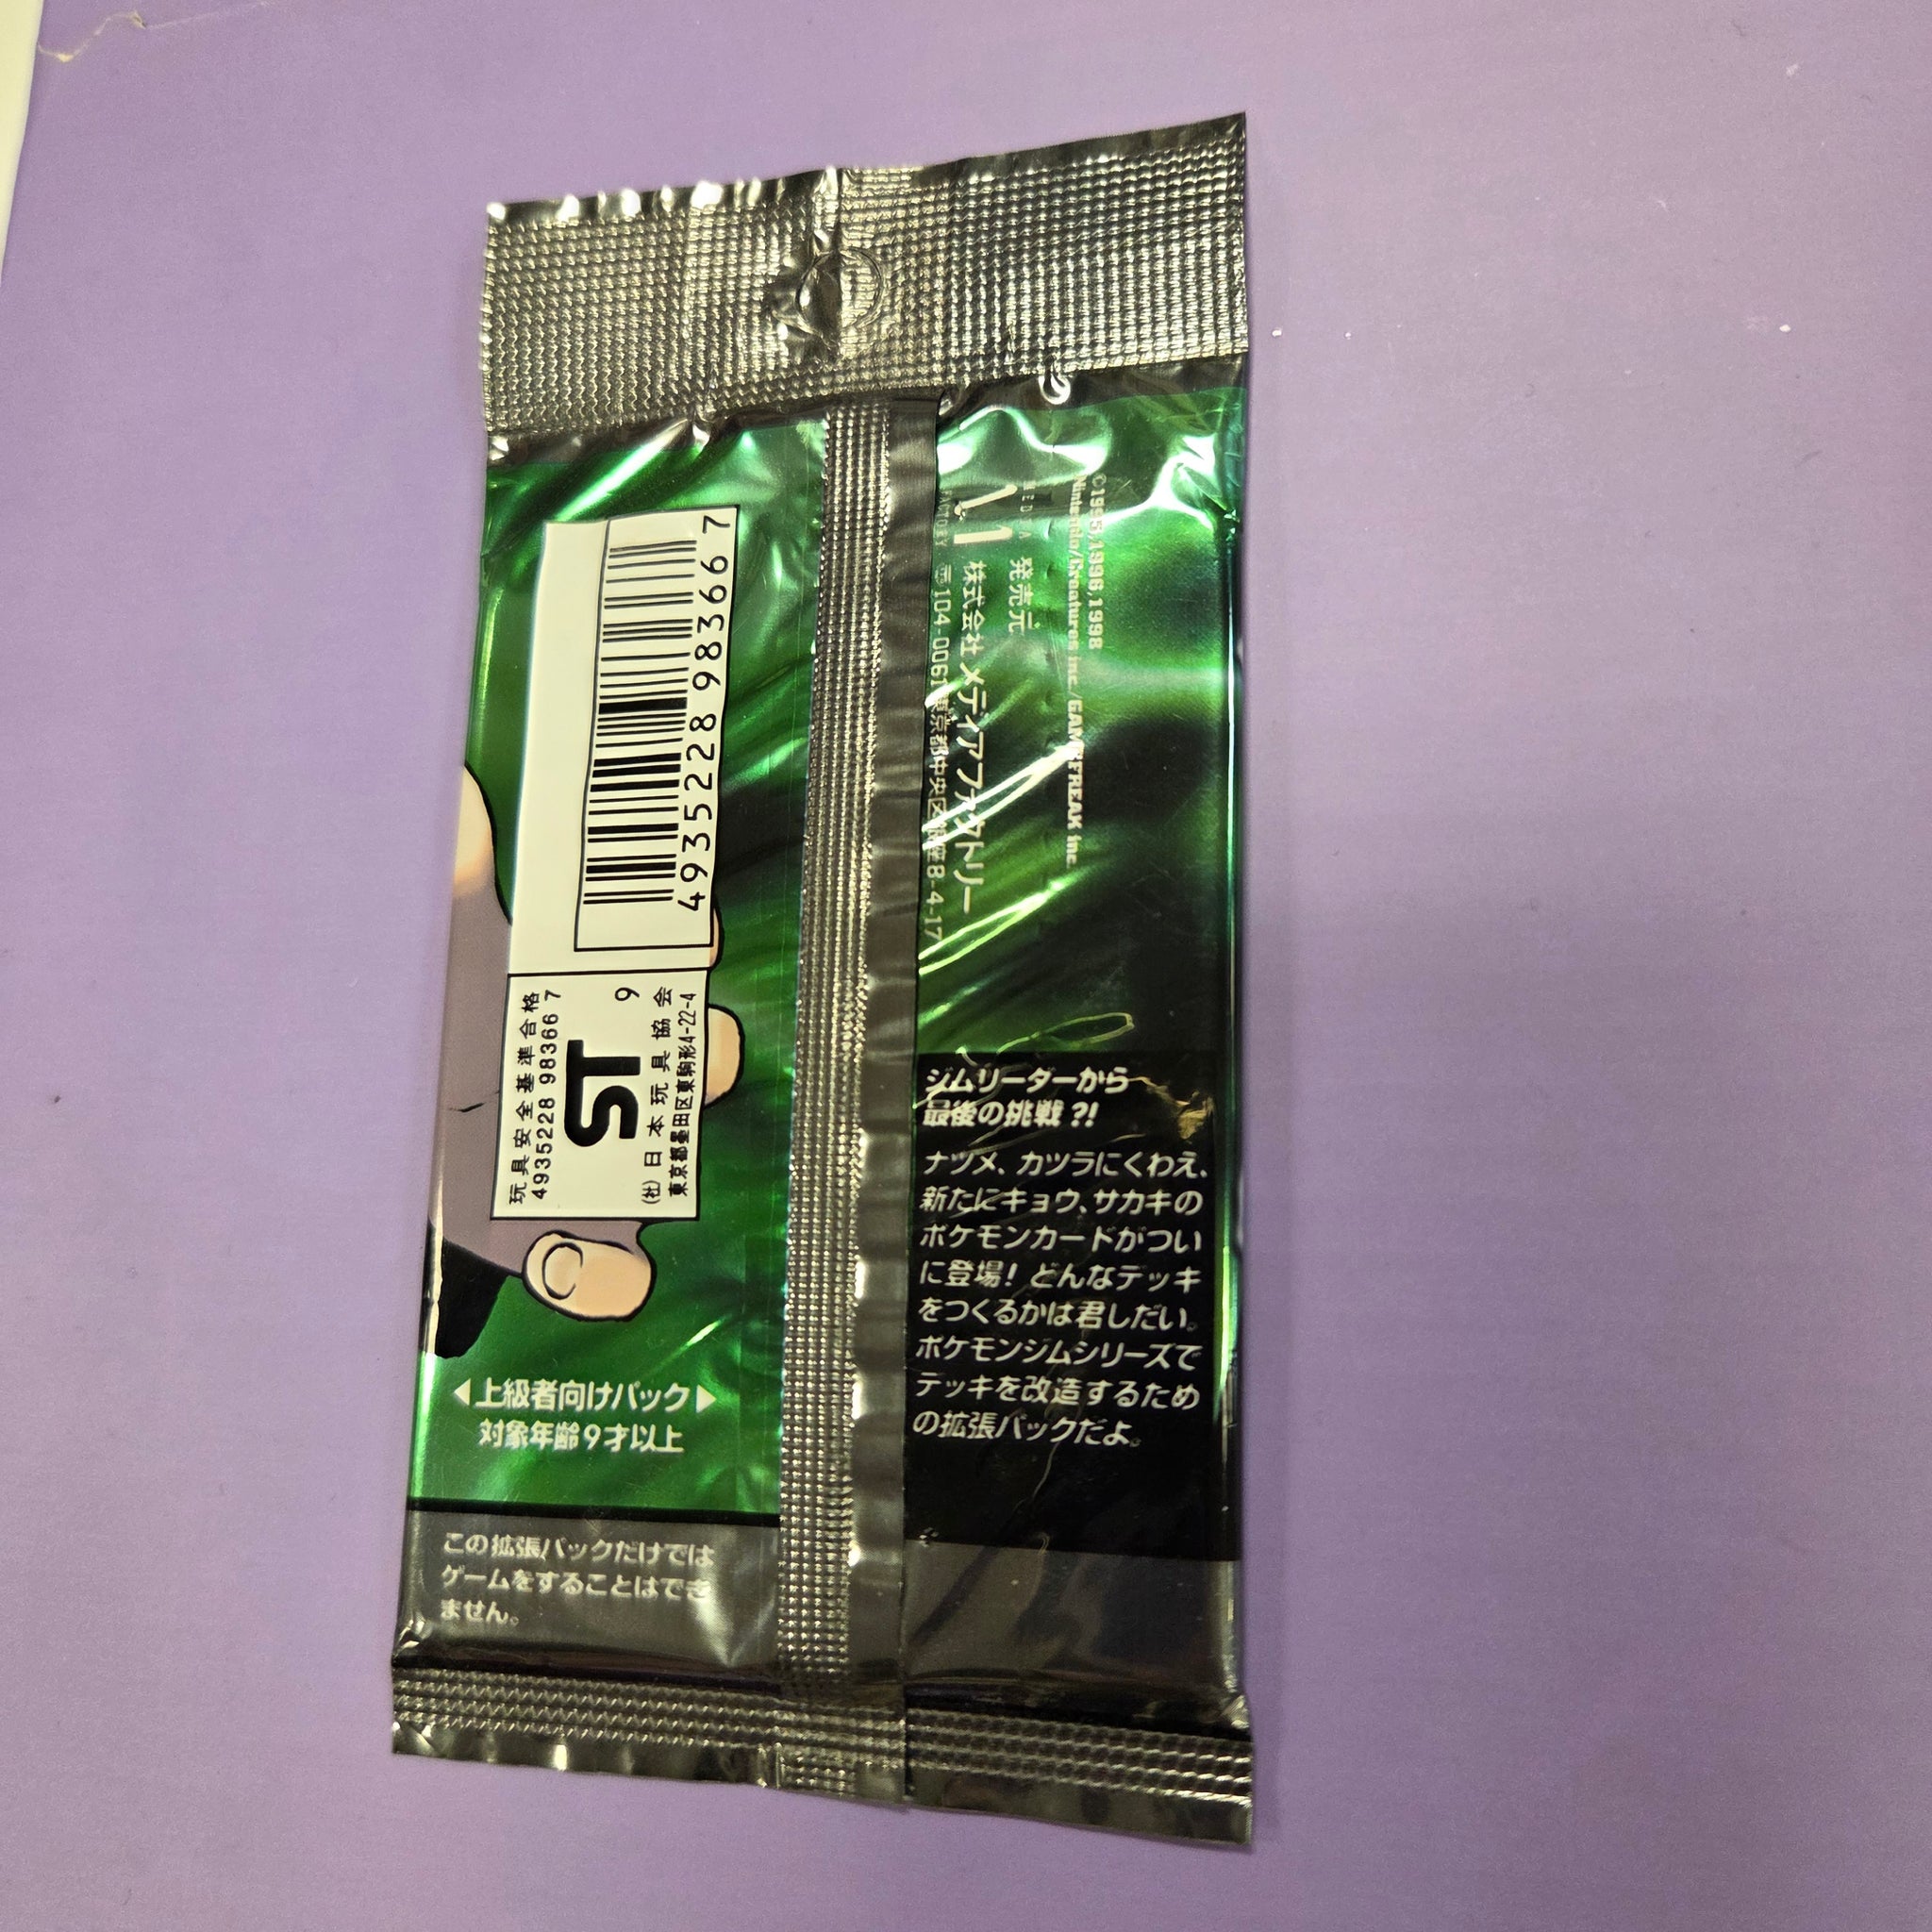 4935228 983667
玩具安全基準合格
4935228 983667
ST
9
(社)日本玩具協会
東京都墨田区東駒形4-22-4
◀上級者向けパック▶
対象年齢9才以上
この拡張パックだけでは
ゲームをすることはでき
ません。
©1995,1996,1998
Nintendo/Creatures inc./GAMEFREAK inc.
MEDIA
FACTORY
発売元
株式会社メディアファクトリー
〒104-0061 東京都中央区銀座8-4-17
ジムリーダーから
最後の挑戦?!
ナツメ、カツラにくわえ、
新たにキョウ、サカキの
ポケモンカードがつい
に登場!どんなデッキ
をつくるかは君しだい。
ポケモンジムシリーズで
デッキを改造するため
の拡張パックだよ。